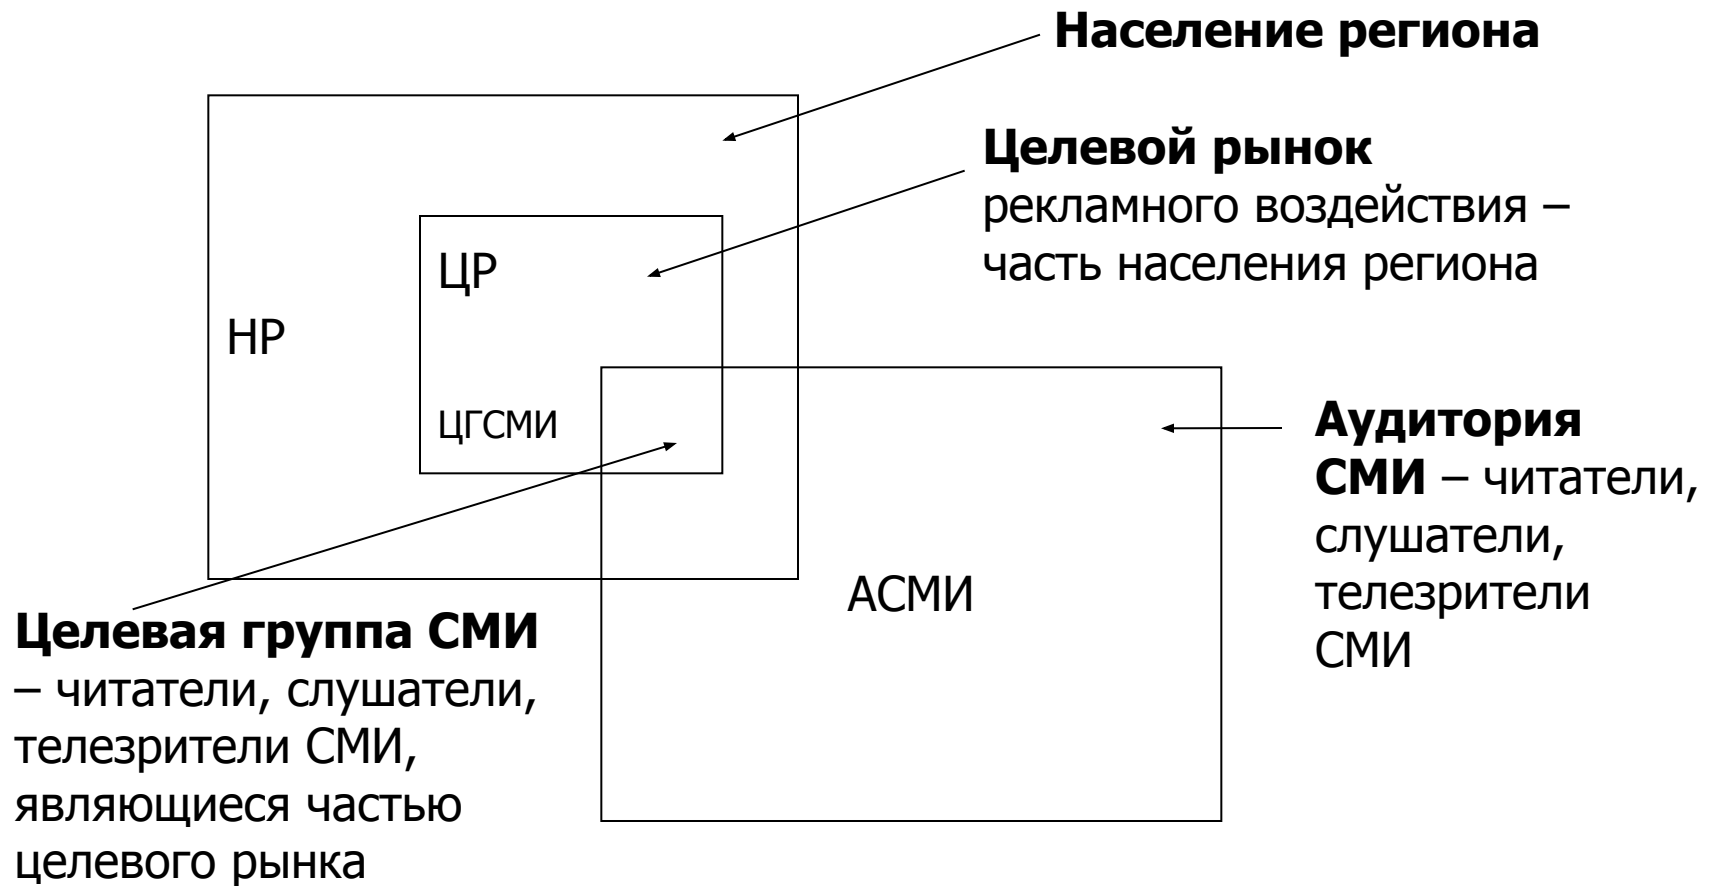 Население региона
Целевой рынок
рекламного воздействия –
часть населения региона
ЦР
НР
ЦГСМИ
Аудитория
СМИ – читатели,
слушатели,
телезрители
СМИ
АСМИ
Целевая группа СМИ
– читатели, слушатели,
телезрители СМИ,
являющиеся частью
целевого рынка